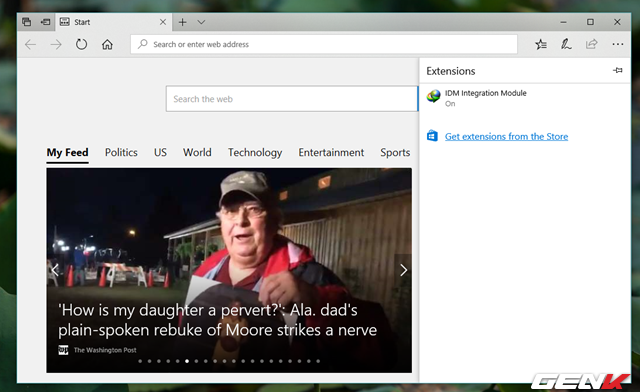 Start
Search or enter web address
Extensions
IDM Integration Module
On
Get extensions from the Store
Search the web
My Feed Politics US World Technology Entertainment Sports
'How is my daughter a pervert?': Ala. dad's
plain-spoken rebuke of Moore strikes a nerve
wp The Washington Post
GENK